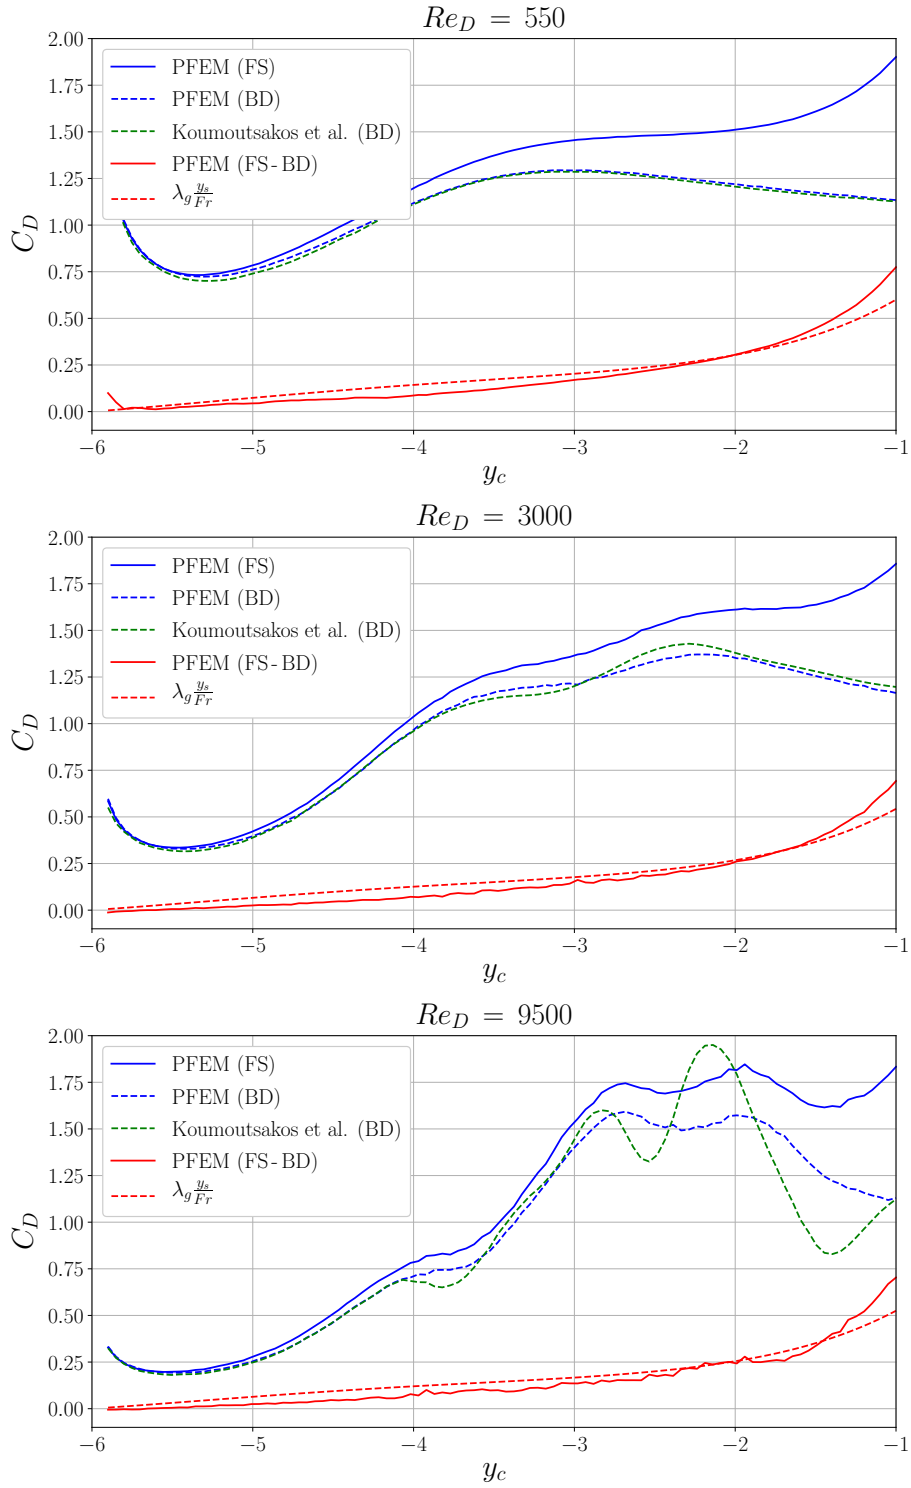 Re_D = 550
2.00
1.75
1.50
1.25
1.00
0.75
0.50
0.25
0.00
C_D
PFEM (FS)
PFEM (BD)
Koumoutsakos et al. (BD)
PFEM (FS-BD)
λ_g y_s/Fr
−6 −5 −4 −3 −2 −1
y_c
Re_D = 3000
2.00
1.75
1.50
1.25
1.00
0.75
0.50
0.25
0.00
C_D
PFEM (FS)
PFEM (BD)
Koumoutsakos et al. (BD)
PFEM (FS-BD)
λ_g y_s/Fr
−6 −5 −4 −3 −2 −1
y_c
Re_D = 9500
2.00
1.75
1.50
1.25
1.00
0.75
0.50
0.25
0.00
C_D
PFEM (FS)
PFEM (BD)
Koumoutsakos et al. (BD)
PFEM (FS-BD)
λ_g y_s/Fr
−6 −5 −4 −3 −2 −1
y_c